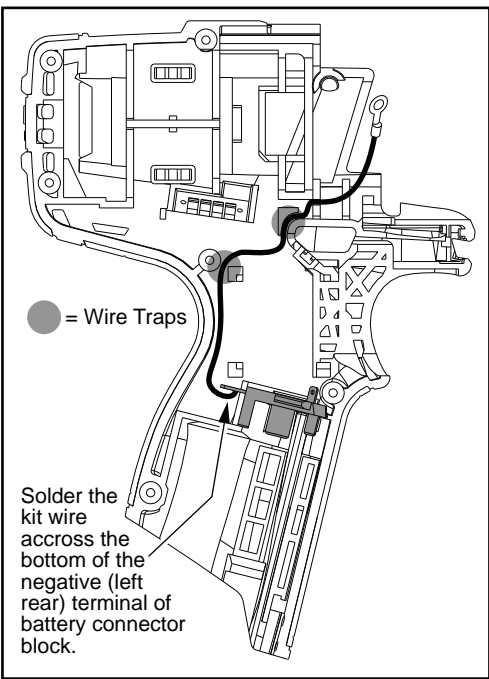 = Wire Traps
Solder the
kit wire
accross the
bottom of the
negative (left
rear) terminal of
battery connector
block.